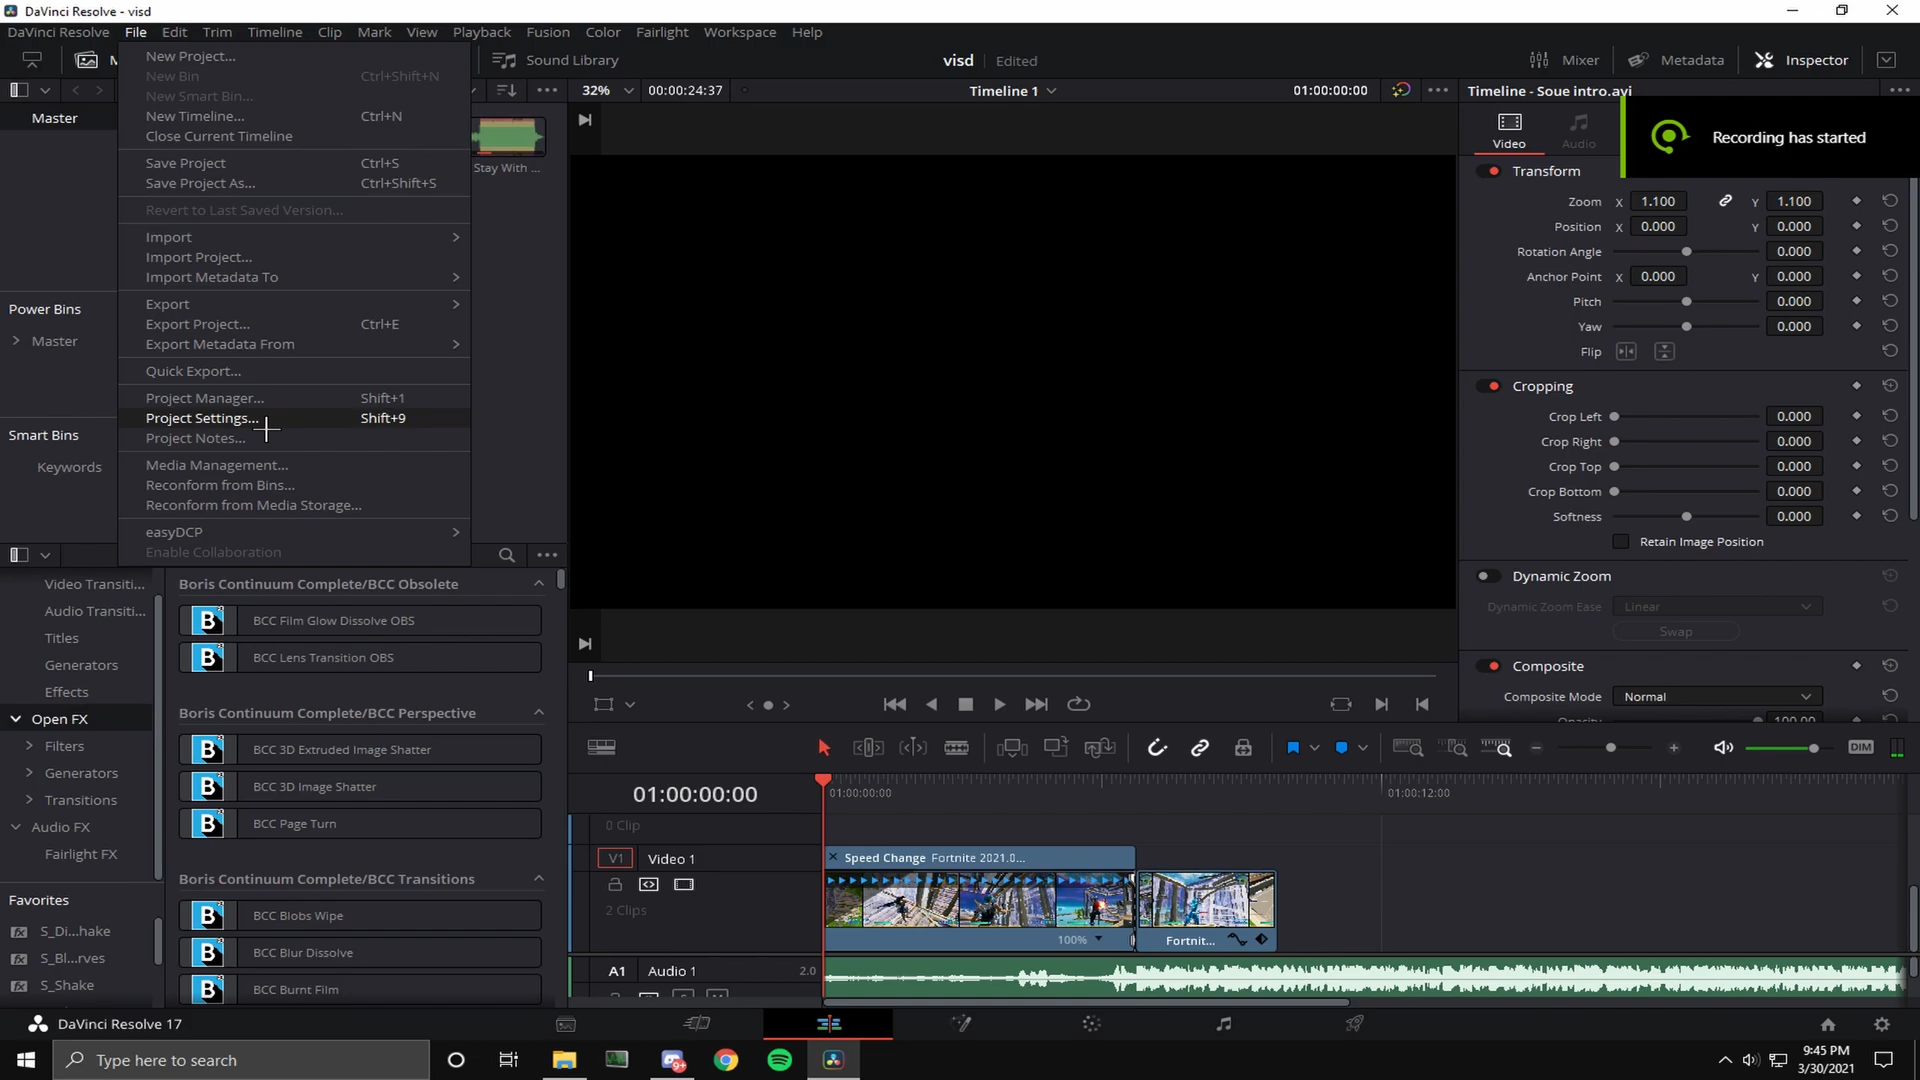 DaVinci Resolve - visd
DaVinci Resolve File Edit Trim Timeline Clip Mark View Playback Fusion Color Fairlight Workspace Help
Sound Library
visd Edited
Mixer Metadata Inspector
32% 00:00:24:37 Timeline 1 01:00:00:00 Timeline - Soue intro.avi
New Project...
New Bin Ctrl+Shift+N
New Smart Bin...
New Timeline... Ctrl+N
Close Current Timeline
Save Project Ctrl+S
Save Project As... Ctrl+Shift+S
Revert to Last Saved Version...
Import
Import Project...
Import Metadata To
Export
Export Project... Ctrl+E
Export Metadata From
Quick Export...
Project Manager... Shift+1
Project Settings... Shift+9
Project Notes...
Media Management...
Reconform from Bins...
Reconform from Media Storage...
easyDCP
Enable Collaboration
Master
Power Bins
Master
Smart Bins
Keywords
Stay With ...
Recording has started
Video Audio
Transform
Zoom X 1.100 Y 1.100
Position X 0.000 Y 0.000
Rotation Angle 0.000
Anchor Point X 0.000 Y 0.000
Pitch 0.000
Yaw 0.000
Flip
Cropping
Crop Left 0.000
Crop Right 0.000
Crop Top 0.000
Crop Bottom 0.000
Softness 0.000
Retain Image Position
Dynamic Zoom
Dynamic Zoom Ease Linear
Swap
Composite
Composite Mode Normal
Opacity 100.00
Video Transiti...
Audio Transiti...
Titles
Generators
Effects
Open FX
Filters
Generators
Transitions
Audio FX
Fairlight FX
Favorites
S_Di...hake
S_Bl...rves
S_Shake
Boris Continuum Complete/BCC Obsolete
BCC Film Glow Dissolve OBS
BCC Lens Transition OBS
Boris Continuum Complete/BCC Perspective
BCC 3D Extruded Image Shatter
BCC 3D Image Shatter
BCC Page Turn
Boris Continuum Complete/BCC Transitions
BCC Blobs Wipe
BCC Blur Dissolve
BCC Burnt Film
DIM
01:00:00:00 01:00:00:00 01:00:12:00
0 Clip
V1 Video 1
2 Clips
Speed Change Fortnite 2021.0...
100%
Fortnit...
A1 Audio 1 2.0
DaVinci Resolve 17
Type here to search
9+
9:45 PM
3/30/2021